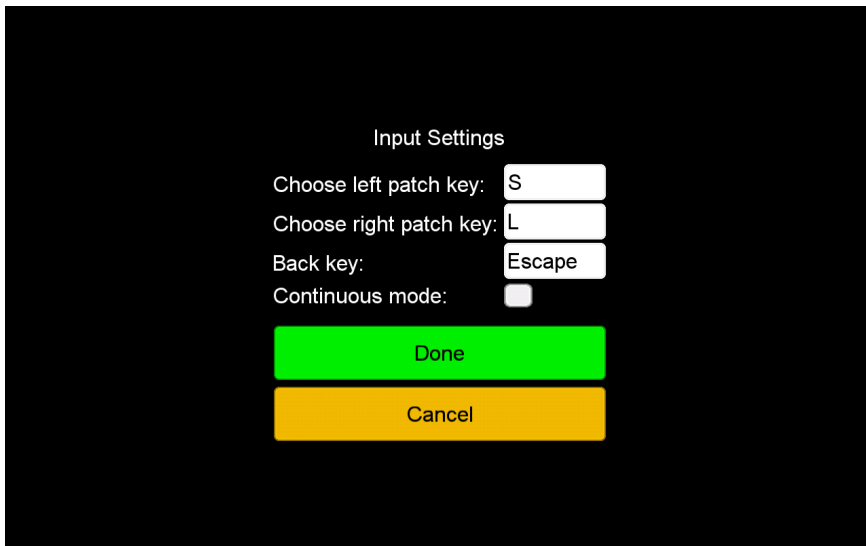 Input Settings
Choose left patch key: S
Choose right patch key: L
Back key: Escape
Continuous mode:
Done
Cancel